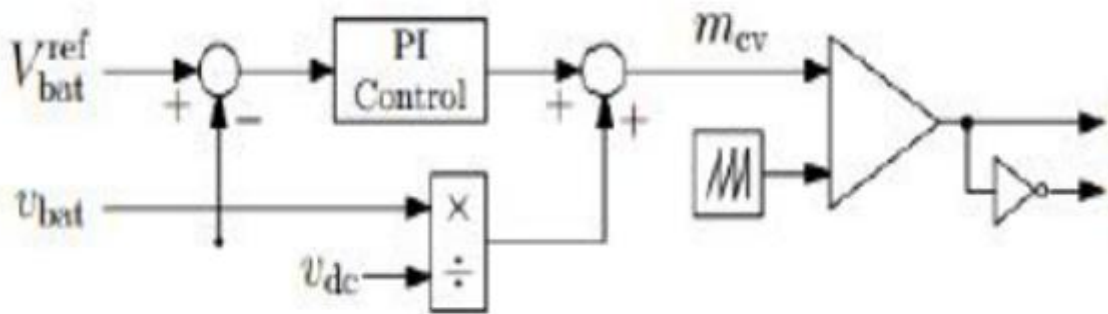 V_bat^ref
+
−
PI
Control
+
+
m_cv
v_bat
×
v_dc
÷